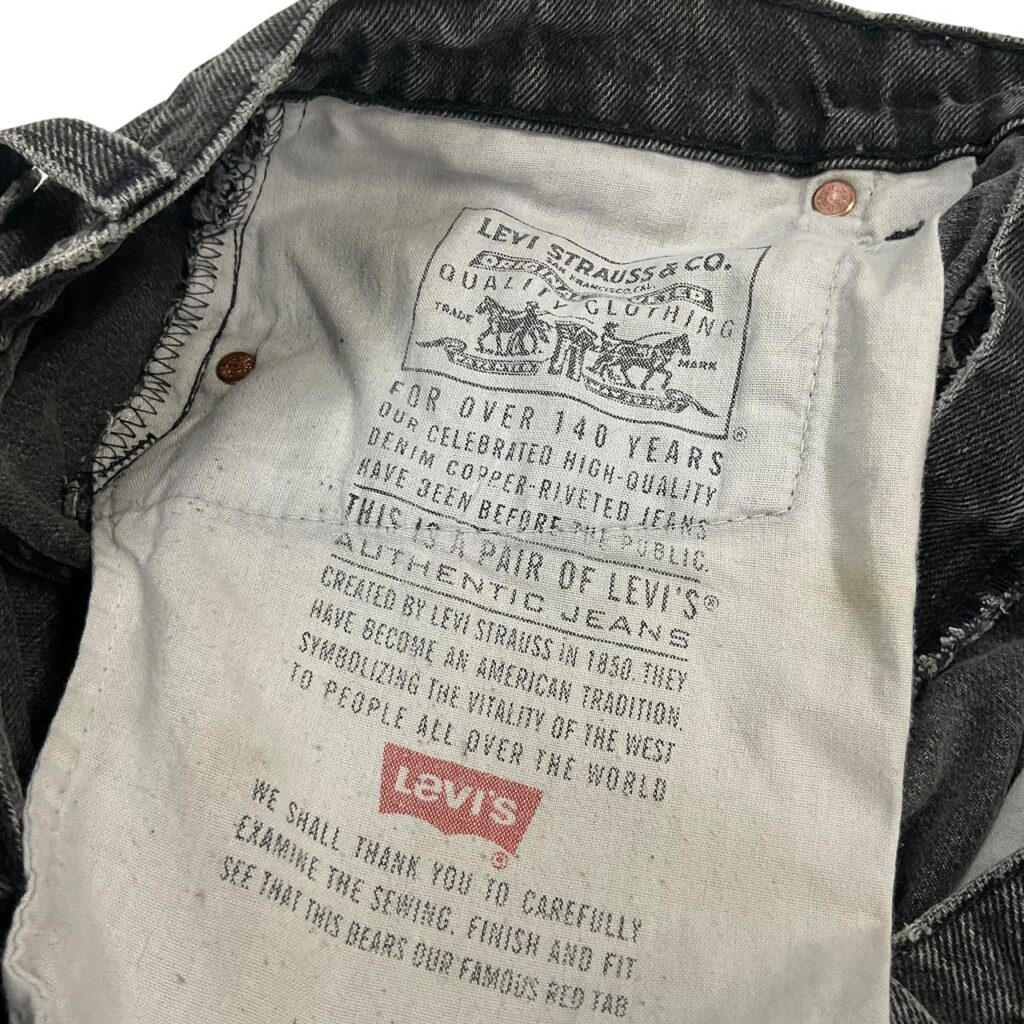 LEVI STRAUSS & CO.
SAN FRANCISCO, CAL.
QUALITY CLOTHING
TRADE
MARK
®
FOR OVER 140 YEARS
OUR CELEBRATED HIGH-QUALITY
DENIM COPPER-RIVETED JEANS
HAVE BEEN BEFORE THE PUBLIC.
THIS IS A PAIR OF LEVI'S®
AUTHENTIC JEANS
CREATED BY LEVI STRAUSS IN 1850. THEY
HAVE BECOME AN AMERICAN TRADITION,
SYMBOLIZING THE VITALITY OF THE WEST
TO PEOPLE ALL OVER THE WORLD
Levi's
®
WE SHALL THANK YOU TO CAREFULLY
EXAMINE THE SEWING, FINISH AND FIT.
SEE THAT THIS BEARS OUR FAMOUS RED TAB